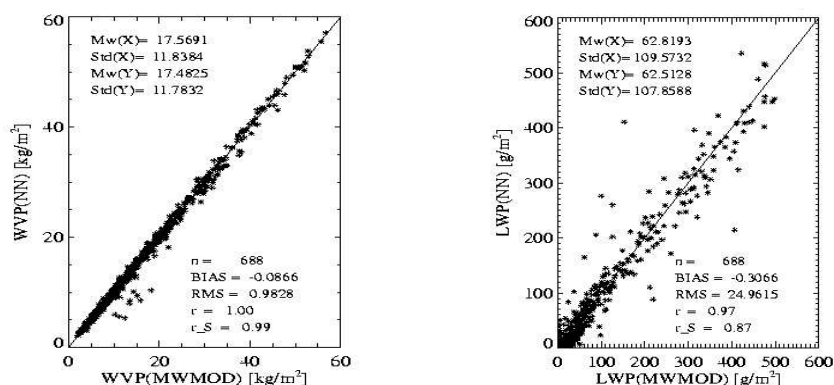 60
40
20
0
WVP(NN) [kg/m²]
Mw(X)= 17.5691
Std(X)= 11.8384
Mw(Y)= 17.4825
Std(Y)= 11.7832
n = 688
BIAS = -0.0866
RMS = 0.9828
r = 1.00
r_S = 0.99
0 20 40 60
WVP(MWMOD) [kg/m²]
600
500
400
300
200
100
0
LWP(NN) [g/m²]
Mw(X)= 62.8193
Std(X)=109.5732
Mw(Y)= 62.5128
Std(Y)=107.8588
n = 688
BIAS = -0.3066
RMS = 24.9615
r = 0.97
r_S = 0.87
0 100 200 300 400 500 600
LWP(MWMOD) [g/m²]